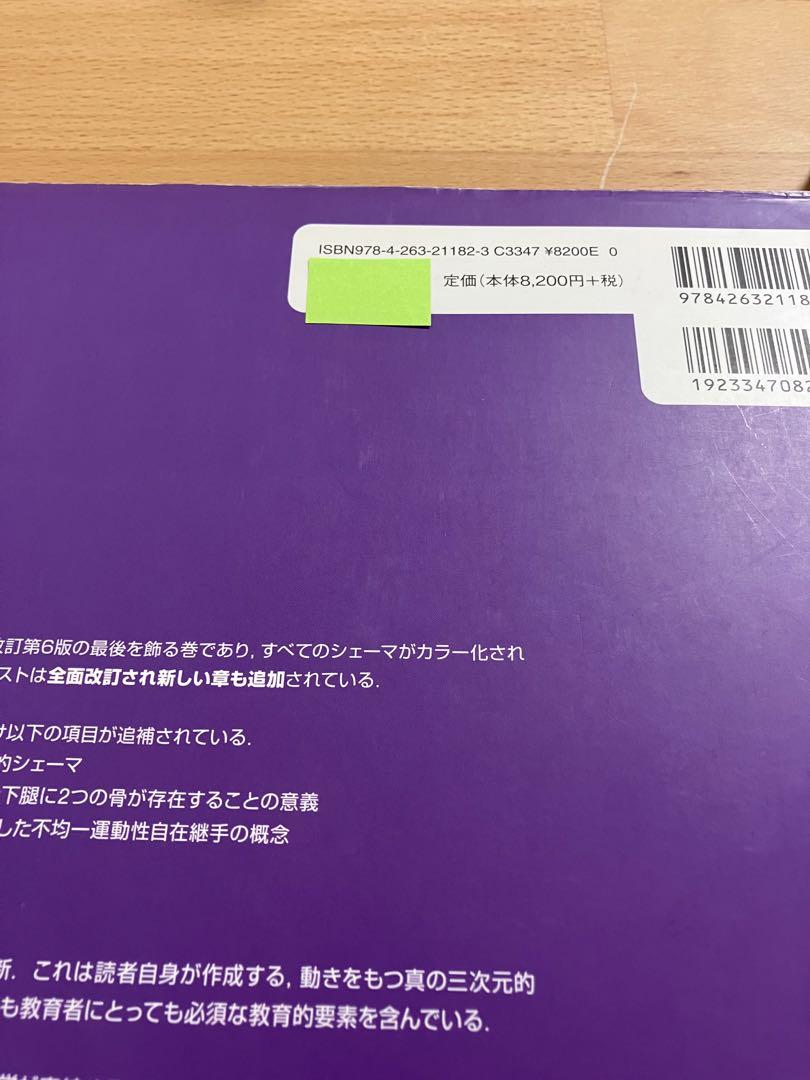 ISBN978-4-263-21182-3 C3347 ¥8200E 0
定価(本体8,200円+税)
97842632118
192334708
改訂第6版の最後を飾る巻であり, すべてのシェーマがカラー化され
ストは全面改訂され新しい章も追加されている.
以下の項目が追補されている.
的シェーマ
下腿に2つの骨が存在することの意義
した不均一運動性自在継手の概念
新. これは読者自身が作成する, 動きをもつ真の三次元的
も教育者にとっても必須な教育的要素を含んでいる.